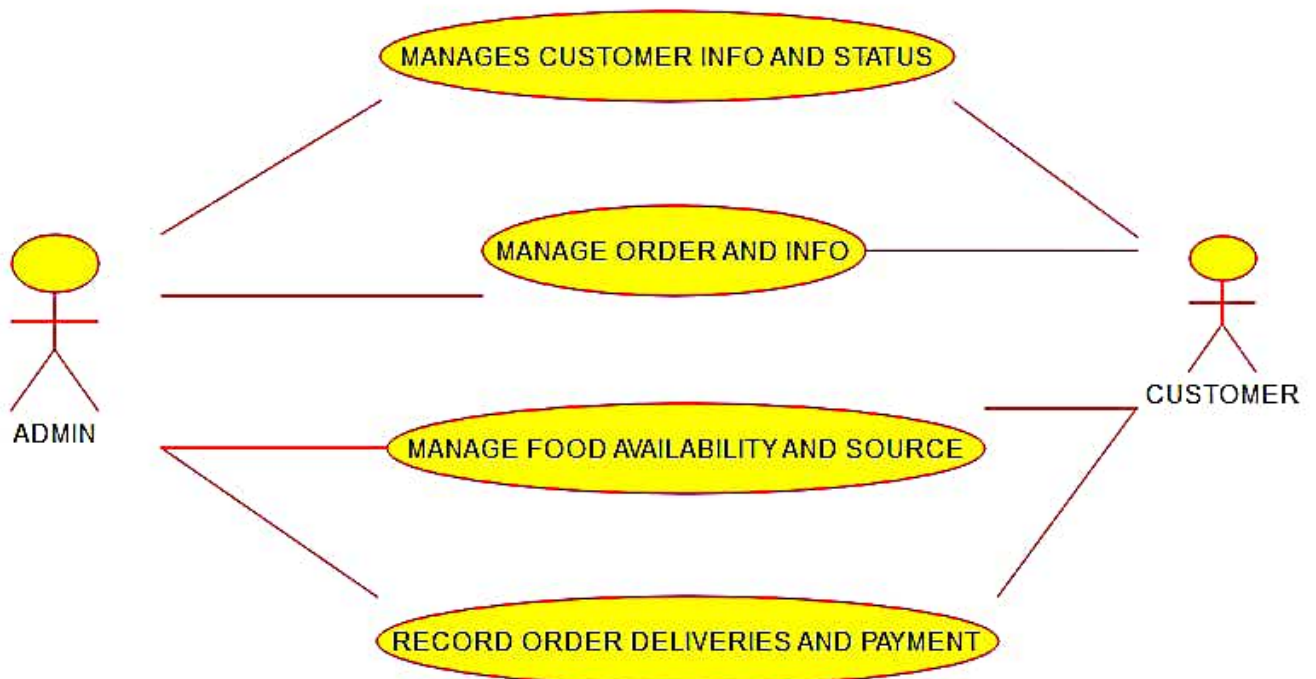 MANAGES CUSTOMER INFO AND STATUS
MANAGE ORDER AND INFO
ADMIN
CUSTOMER
MANAGE FOOD AVAILABILITY AND SOURCE
RECORD ORDER DELIVERIES AND PAYMENT